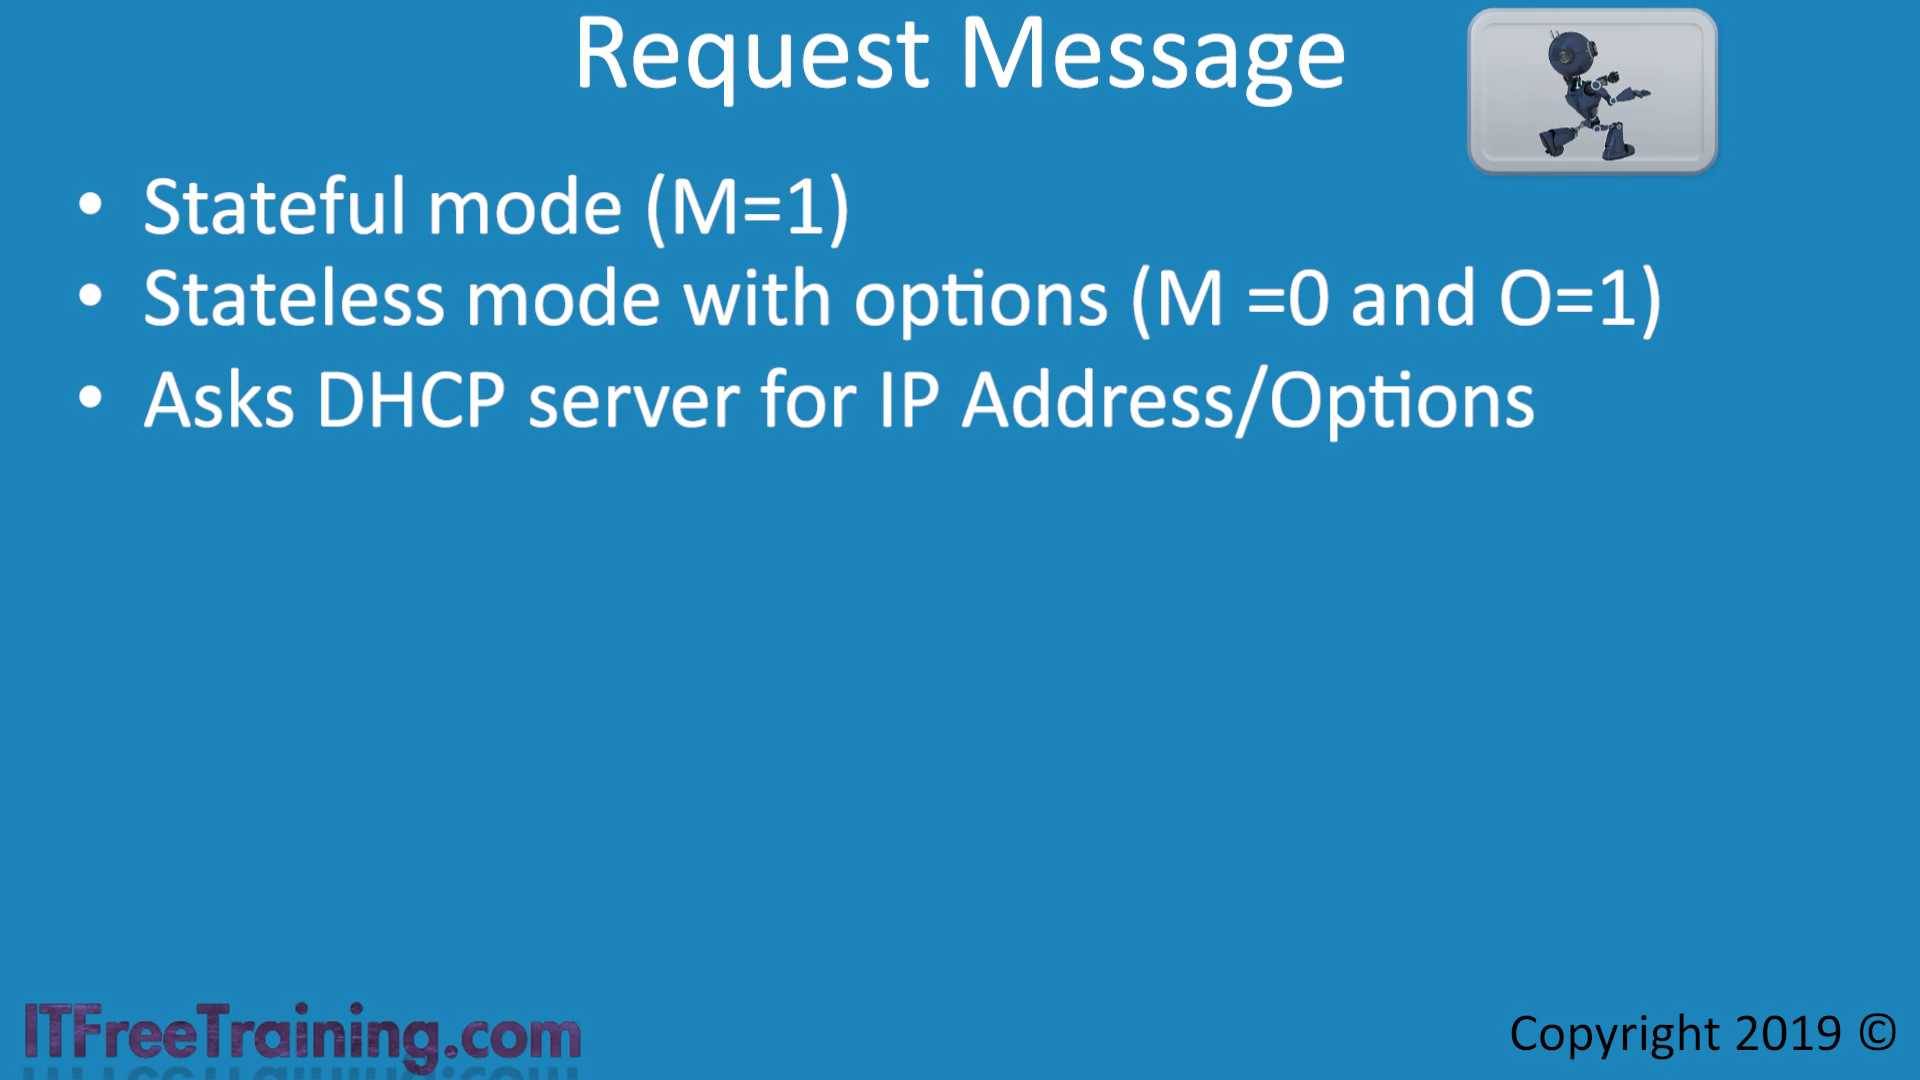 Request Message
• Stateful mode (M=1)
• Stateless mode with options (M =0 and O=1)
• Asks DHCP server for IP Address/Options
ITFreeTraining.com
Copyright 2019 ©